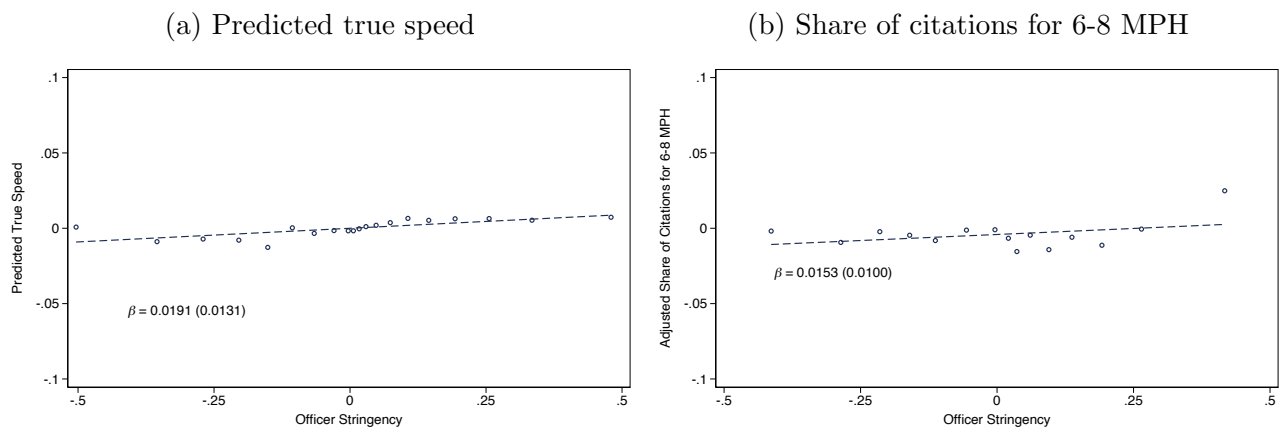 (a) Predicted true speed
.1
.05
0
-.05
-.1
Predicted True Speed
β = 0.0191 (0.0131)
-.5
-.25
0
.25
.5
Officer Stringency
(b) Share of citations for 6-8 MPH
.1
.05
0
-.05
-.1
Adjusted Share of Citations for 6-8 MPH
β = 0.0153 (0.0100)
-.5
-.25
0
.25
.5
Officer Stringency